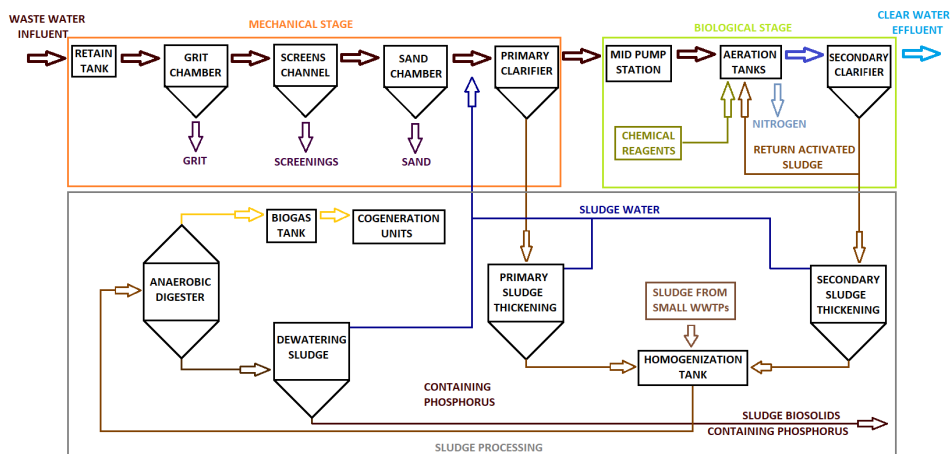 WASTE WATER
INFLUENT
MECHANICAL STAGE
BIOLOGICAL STAGE
CLEAR WATER
EFFLUENT
RETAIN
TANK
GRIT
CHAMBER
SCREENS
CHANNEL
SAND
CHAMBER
PRIMARY
CLARIFIER
MID PUMP
STATION
AERATION
TANKS
SECONDARY
CLARIFIER
GRIT
SCREENINGS
SAND
CHEMICAL
REAGENTS
NITROGEN
RETURN ACTIVATED
SLUDGE
BIOGAS
TANK
COGENERATION
UNITS
SLUDGE WATER
ANAEROBIC
DIGESTER
PRIMARY
SLUDGE
THICKENING
SLUDGE FROM
SMALL WWTPs
SECONDARY
SLUDGE
THICKENING
DEWATERING
SLUDGE
HOMOGENIZATION
TANK
CONTAINING
PHOSPHORUS
SLUDGE BIOSOLIDS
CONTAINING PHOSPHORUS
SLUDGE PROCESSING